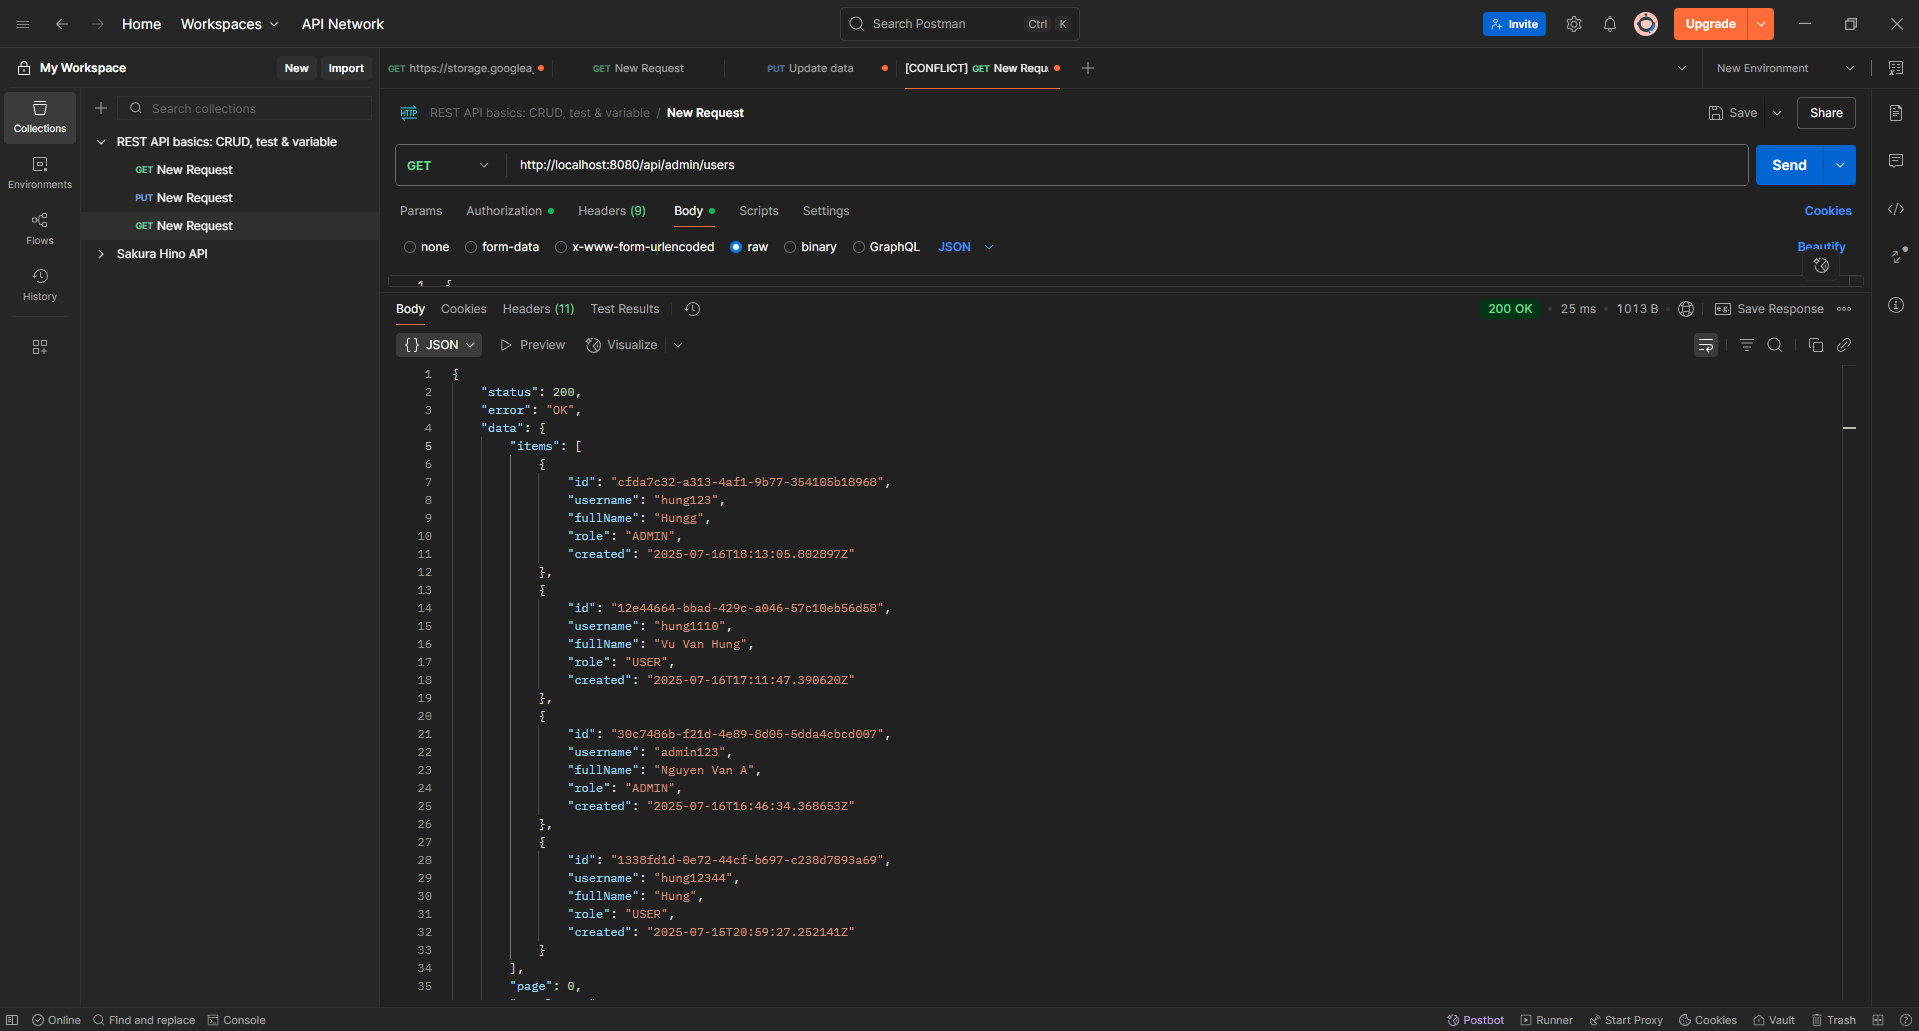 Home Workspaces API Network Search Postman Ctrl K Invite Upgrade
My Workspace New Import
GET https://storage.googlea GET New Request PUT Update data [CONFLICT] GET New Requ New Environment
Collections
Environments
Flows
History
Search collections
REST API basics: CRUD, test & variable
GET New Request
PUT New Request
GET New Request
Sakura Hino API
HTTP REST API basics: CRUD, test & variable / New Request Save Share
GET http://localhost:8080/api/admin/users Send
Params Authorization Headers (9) Body Scripts Settings Cookies
none form-data x-www-form-urlencoded raw binary GraphQL JSON Beautify
1 {
Body Cookies Headers (11) Test Results 200 OK 25 ms 1013 B e.g. Save Response
{} JSON Preview Visualize
1 {
2 "status": 200,
3 "error": "OK",
4 "data": {
5 "items": [
6 {
7 "id": "cfda7c32-a313-4af1-9b77-354105b18968",
8 "username": "hung123",
9 "fullName": "Hungg",
10 "role": "ADMIN",
11 "created": "2025-07-16T18:13:05.802897Z"
12 },
13 {
14 "id": "12e44664-bbad-429c-a046-57c10eb56d58",
15 "username": "hung1110",
16 "fullName": "Vu Van Hung",
17 "role": "USER",
18 "created": "2025-07-16T17:11:47.390620Z"
19 },
20 {
21 "id": "30c7486b-f21d-4e89-8d05-5dda4cbcd007",
22 "username": "admin123",
23 "fullName": "Nguyen Van A",
24 "role": "ADMIN",
25 "created": "2025-07-16T16:46:34.368653Z"
26 },
27 {
28 "id": "1338fd1d-0e72-44cf-b697-c238d7893a69",
29 "username": "hung12344",
30 "fullName": "Hung",
31 "role": "USER",
32 "created": "2025-07-15T20:59:27.252141Z"
33 }
34 ],
35 "page": 0,
Online Find and replace Console Postbot Runner Start Proxy Cookies Vault Trash